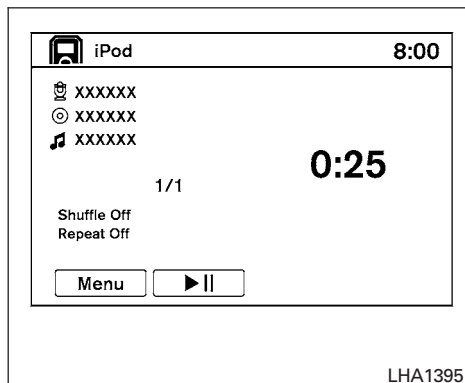 iPod 8:00
XXXXXX
XXXXXX
XXXXXX
0:25
1/1
Shuffle Off
Repeat Off
Menu
LHA1395